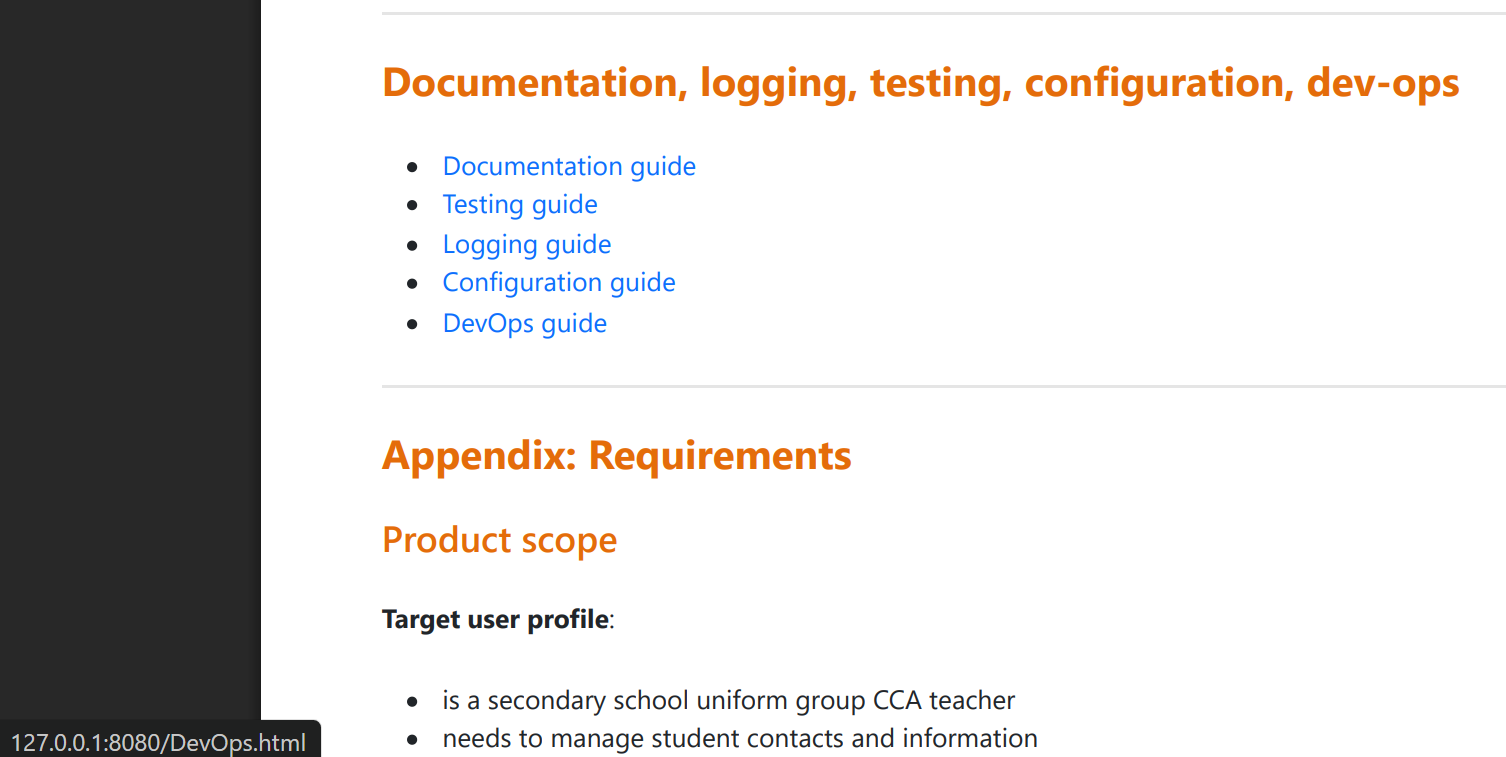 Documentation, logging, testing, configuration, dev-ops
Documentation guide
Testing guide
Logging guide
Configuration guide
DevOps guide
Appendix: Requirements
Product scope
Target user profile:
is a secondary school uniform group CCA teacher
needs to manage student contacts and information
127.0.0.1:8080/DevOps.html